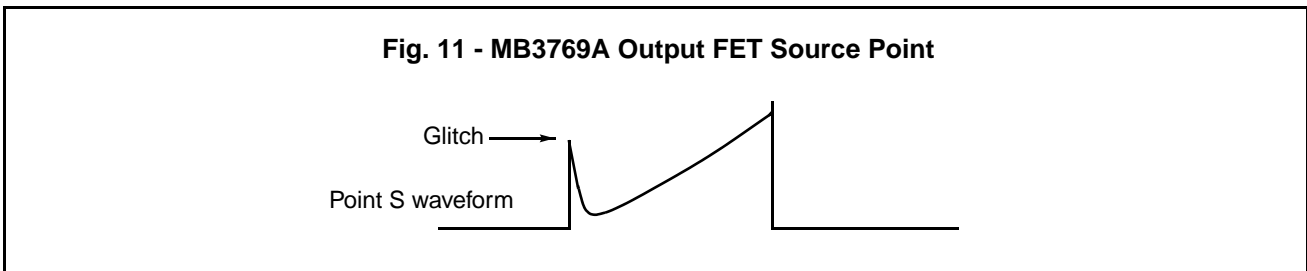 Fig. 11 - MB3769A Output FET Source Point
Glitch
Point S waveform